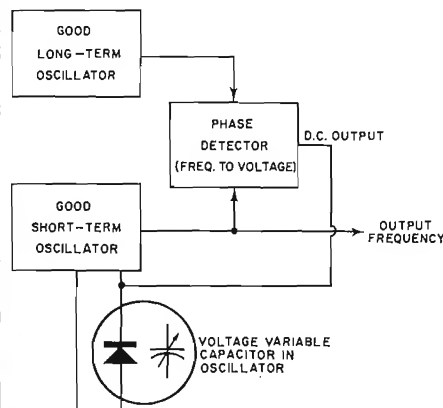 GOOD
LONG-TERM
OSCILLATOR
PHASE
DETECTOR
(FREQ. TO VOLTAGE)
D.C. OUTPUT
GOOD
SHORT-TERM
OSCILLATOR
OUTPUT
FREQUENCY
VOLTAGE VARIABLE
CAPACITOR IN
OSCILLATOR